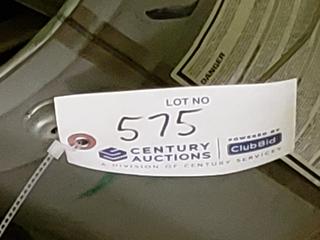 DANGER
LOT NO
575
CENTURY
AUCTIONS
A DIVISION OF CENTURY SERVICES
POWERED BY
ClubBid